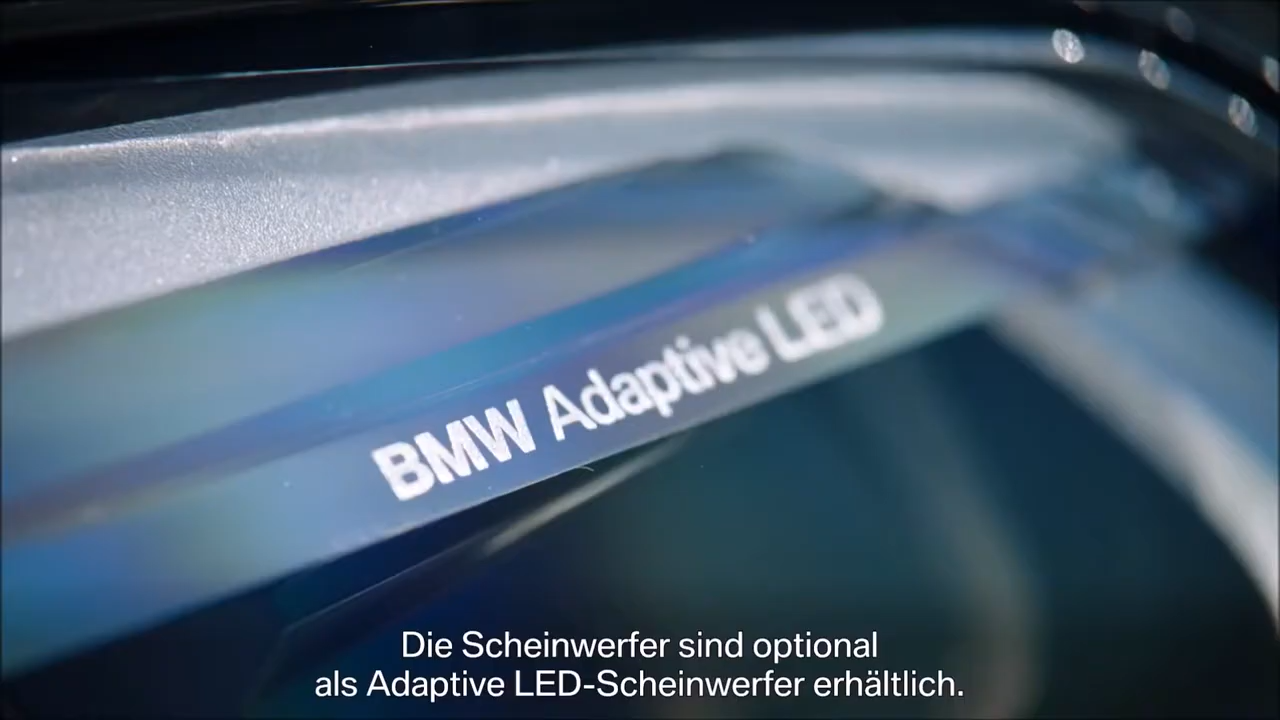 BMW Adaptive LED
Die Scheinwerfer sind optional
als Adaptive LED-Scheinwerfer erhältlich.